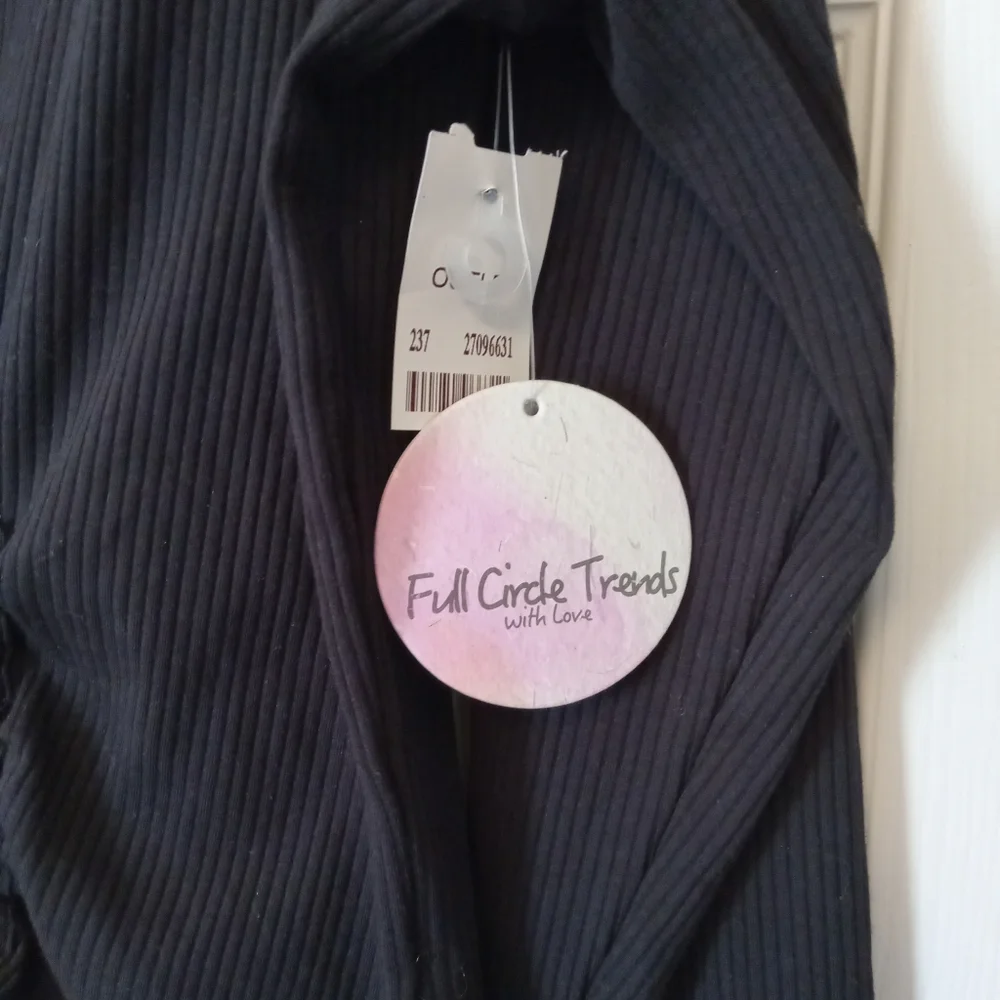 237 27096631
Full Circle Trends
with Love